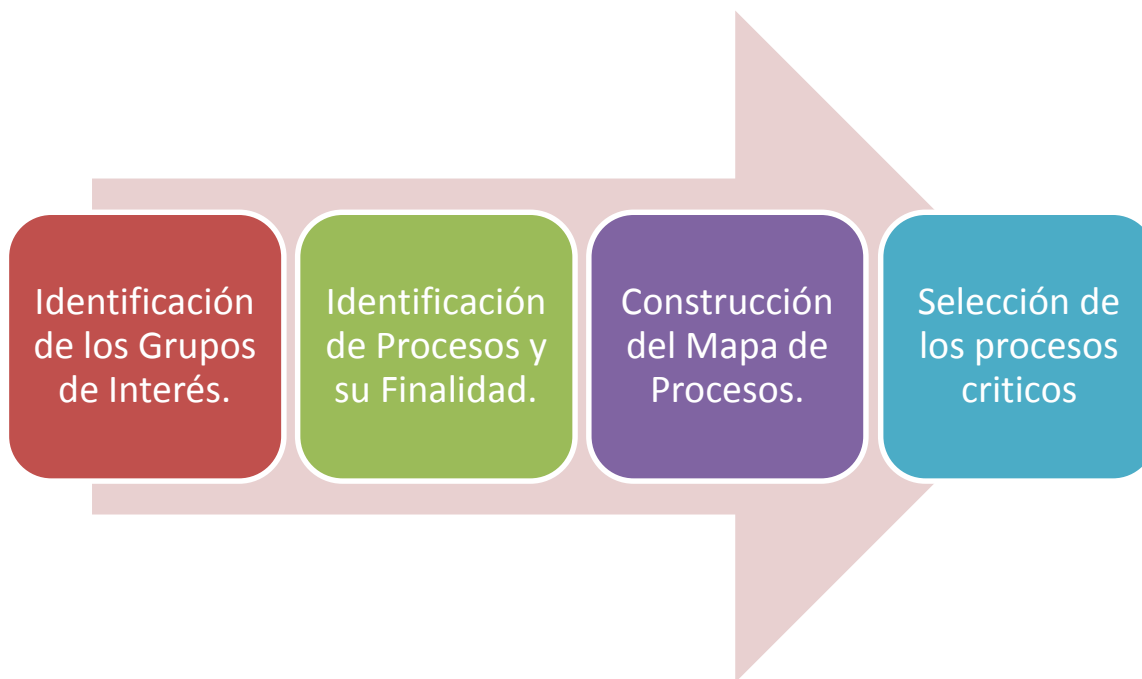 Identificación
de los Grupos
de Interés.
Identificación
de Procesos y
su Finalidad.
Construcción
del Mapa de
Procesos.
Selección de
los procesos
criticos